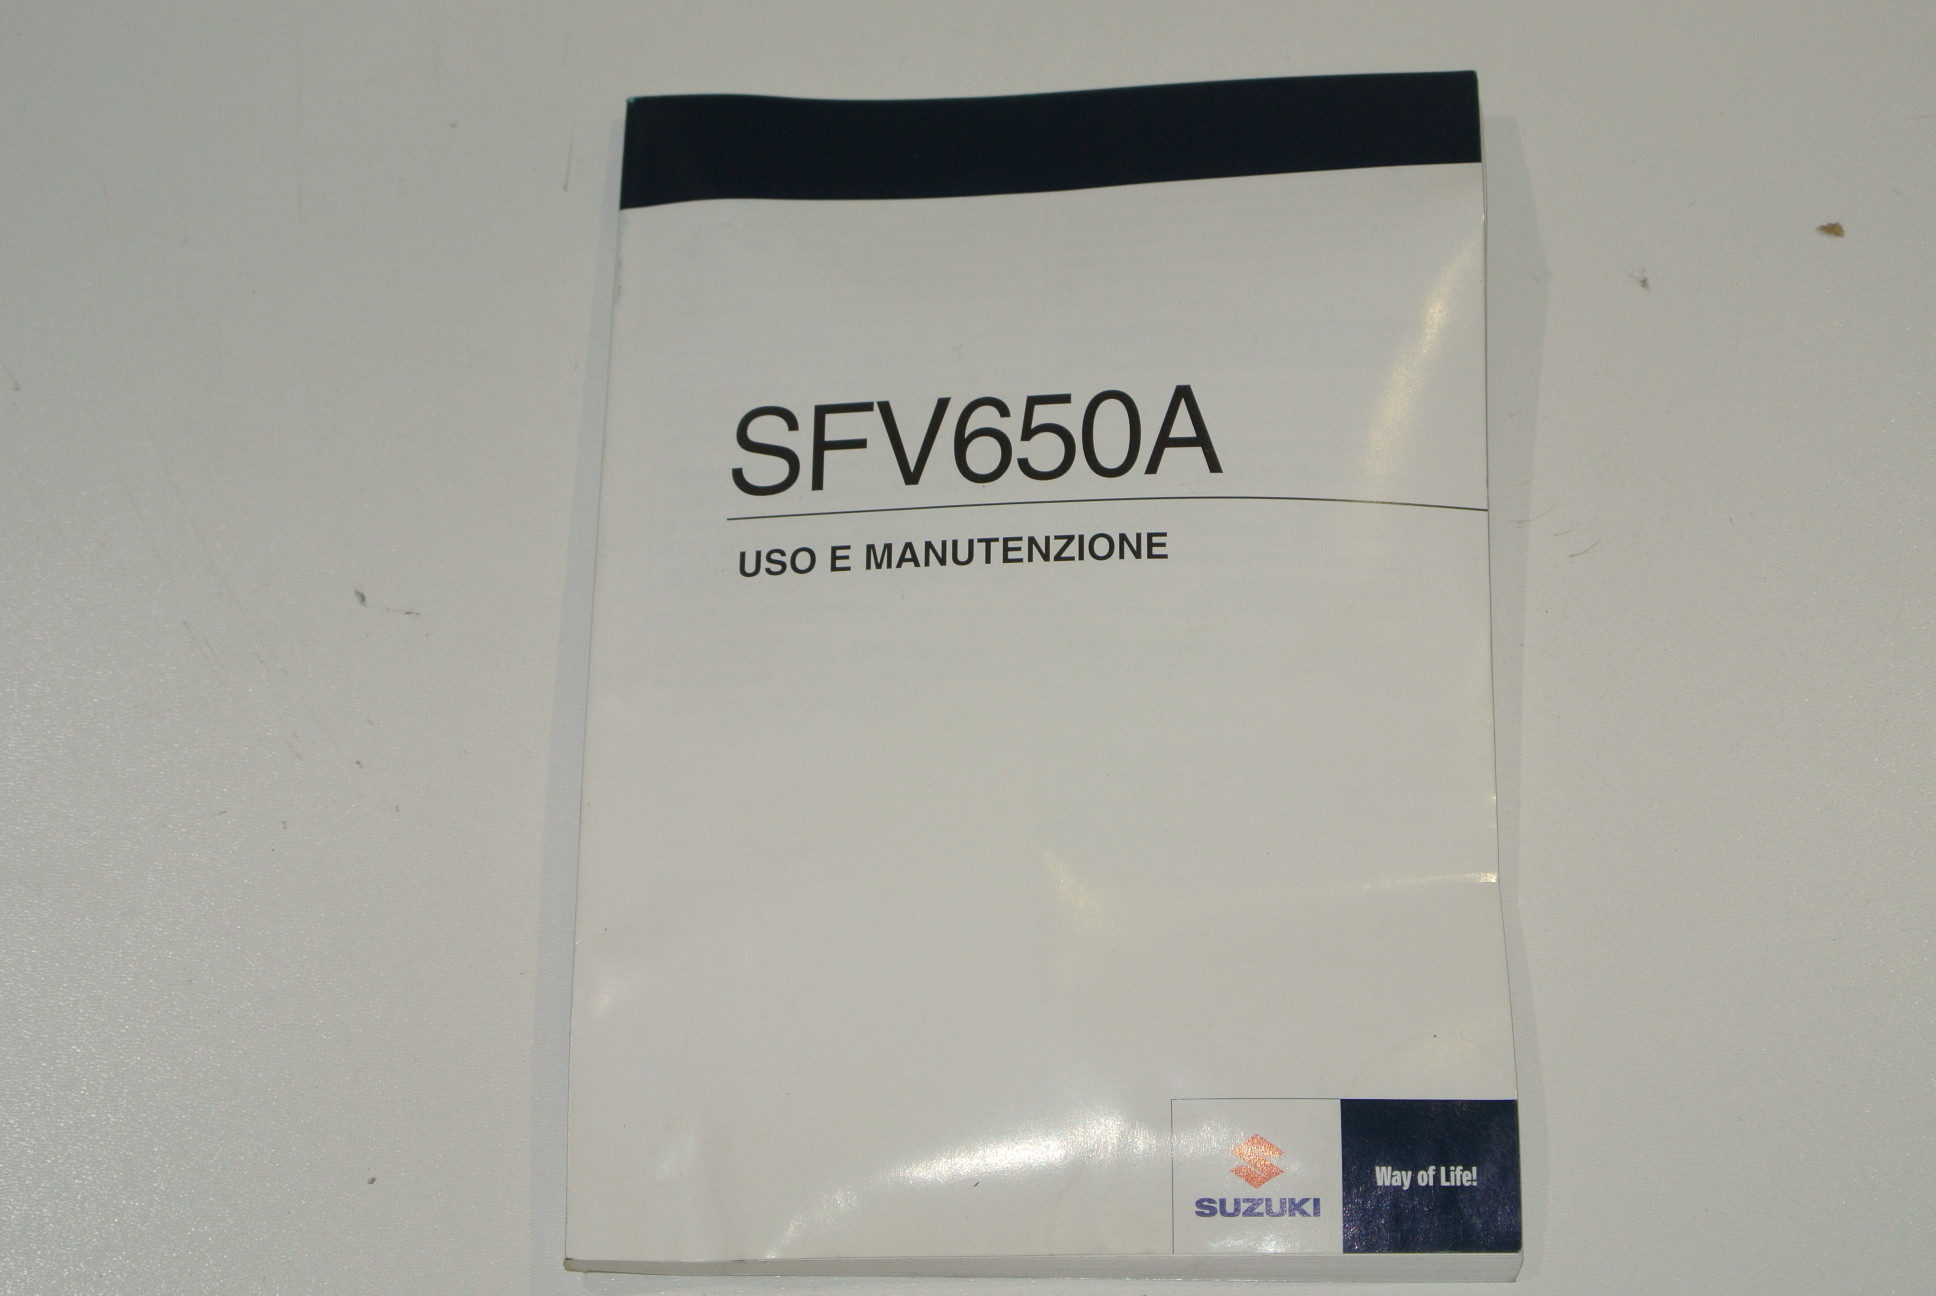 SFV650A
USO E MANUTENZIONE
SUZUKI
Way of Life!